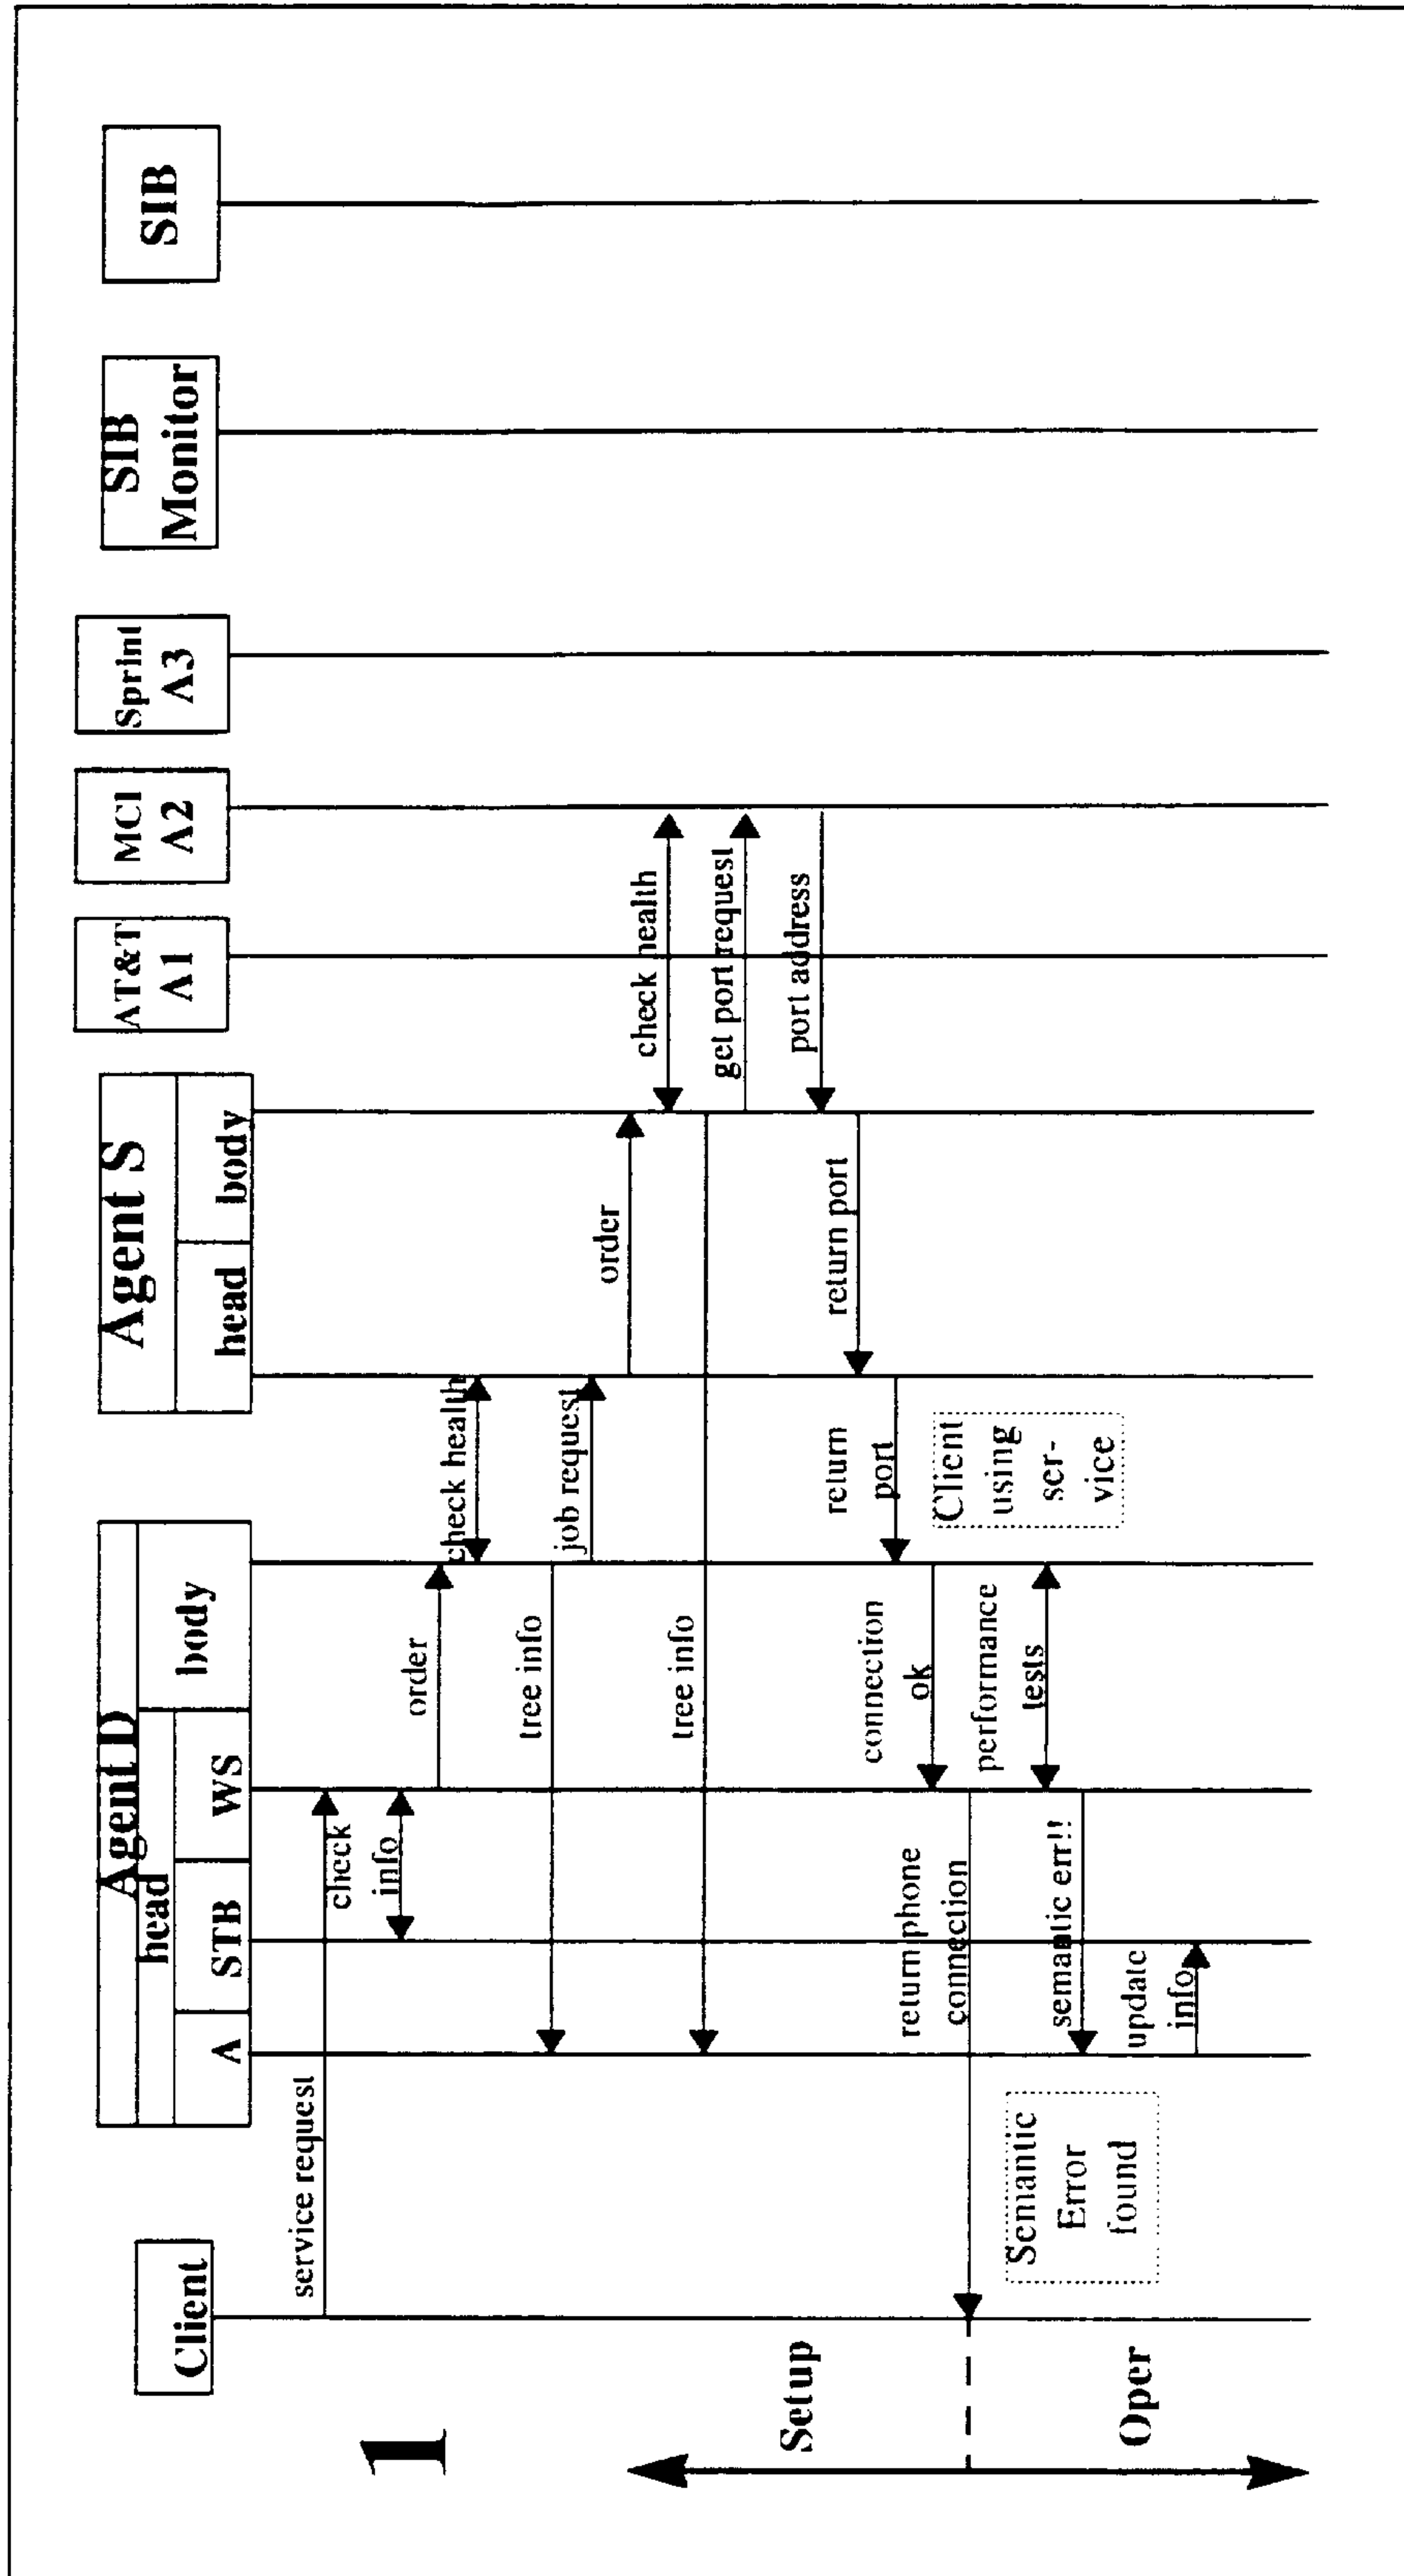 Client
Agent D
head
body
A
STB
WS
Agent S
head
body
AT&T
A1
MCI
A2
Sprint
A3
SIB
Monitor
SIB
1
service request
check
info
order
check health
tree info
job request
order
check health
tree info
get port request
port address
return port
return
port
connection
ok
return phone
connection
Client
using
ser-
vice
performance
tests
semantic err!!
Semantic
Error
found
update
info
Setup
Oper